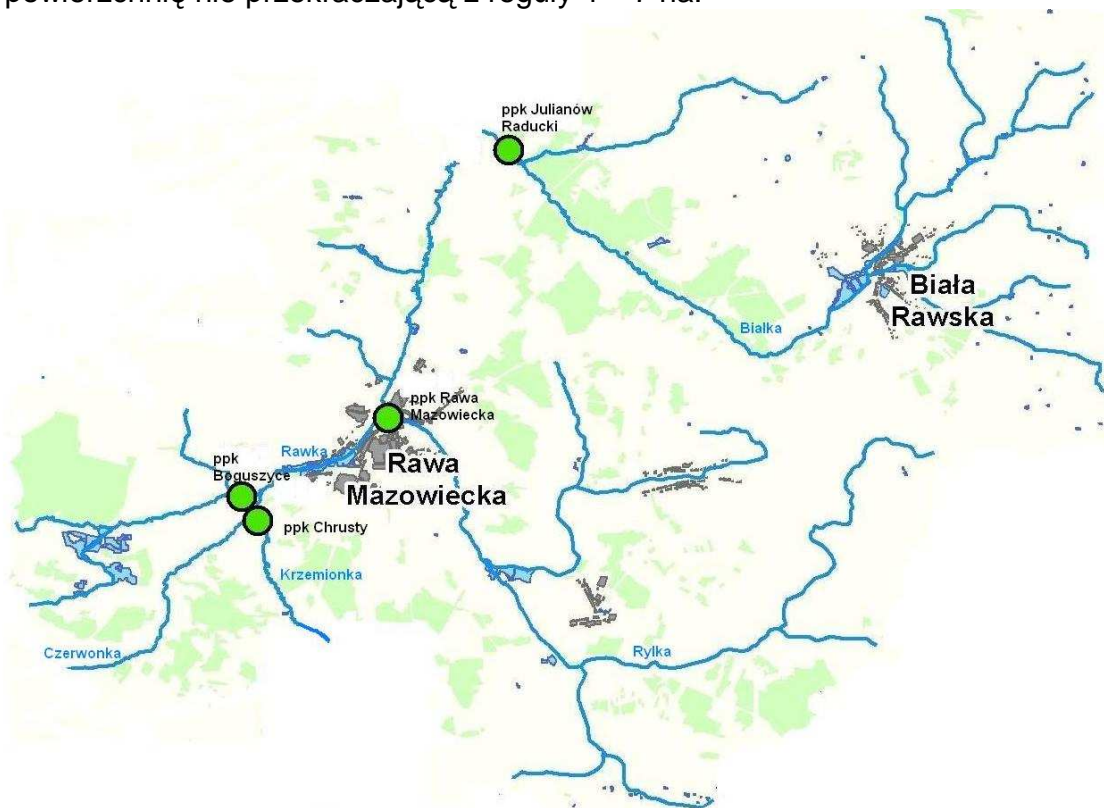 ppk Julianów
Raducki
Biała
Rawska
Białka
ppk Rawa
Mazowiecka
Rawka
ppk
Boguszyce
Rawa
Mazowiecka
ppk Chrusty
Krzemionka
Czerwonka
Rylka